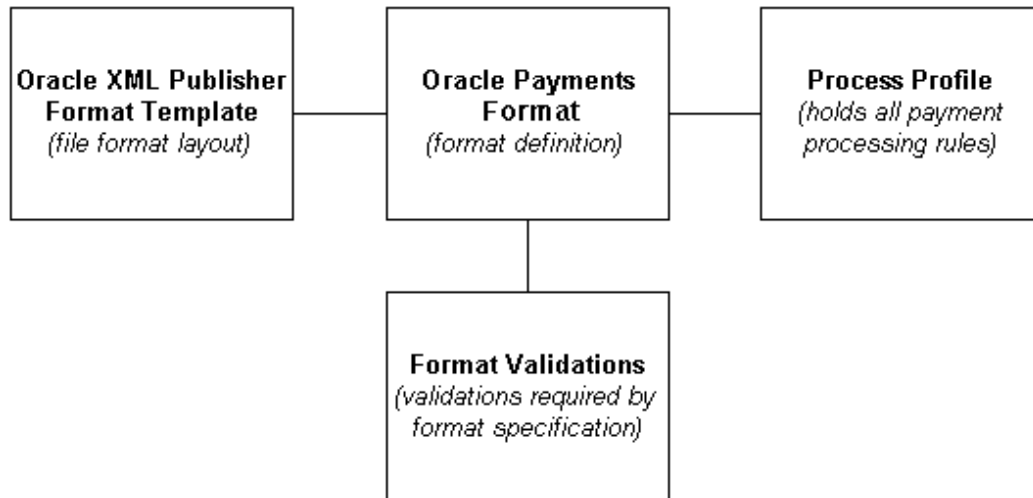 Oracle XML Publisher
Format Template
(file format layout)
Oracle Payments
Format
(format definition)
Process Profile
(holds all payment
processing rules)
Format Validations
(validations required by
format specification)